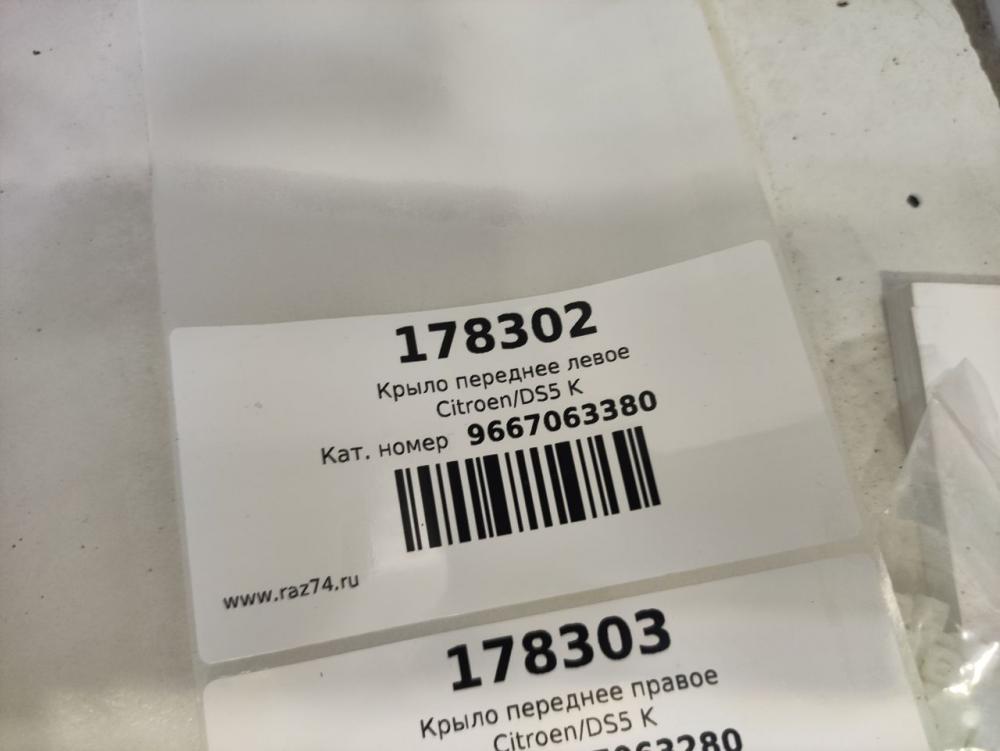 178302
Крыло переднее левое
Citroen/DS5 K
Кат. номер 9667063380
www.raz74.ru
178303
Крыло переднее правое
Citroen/DS5 K